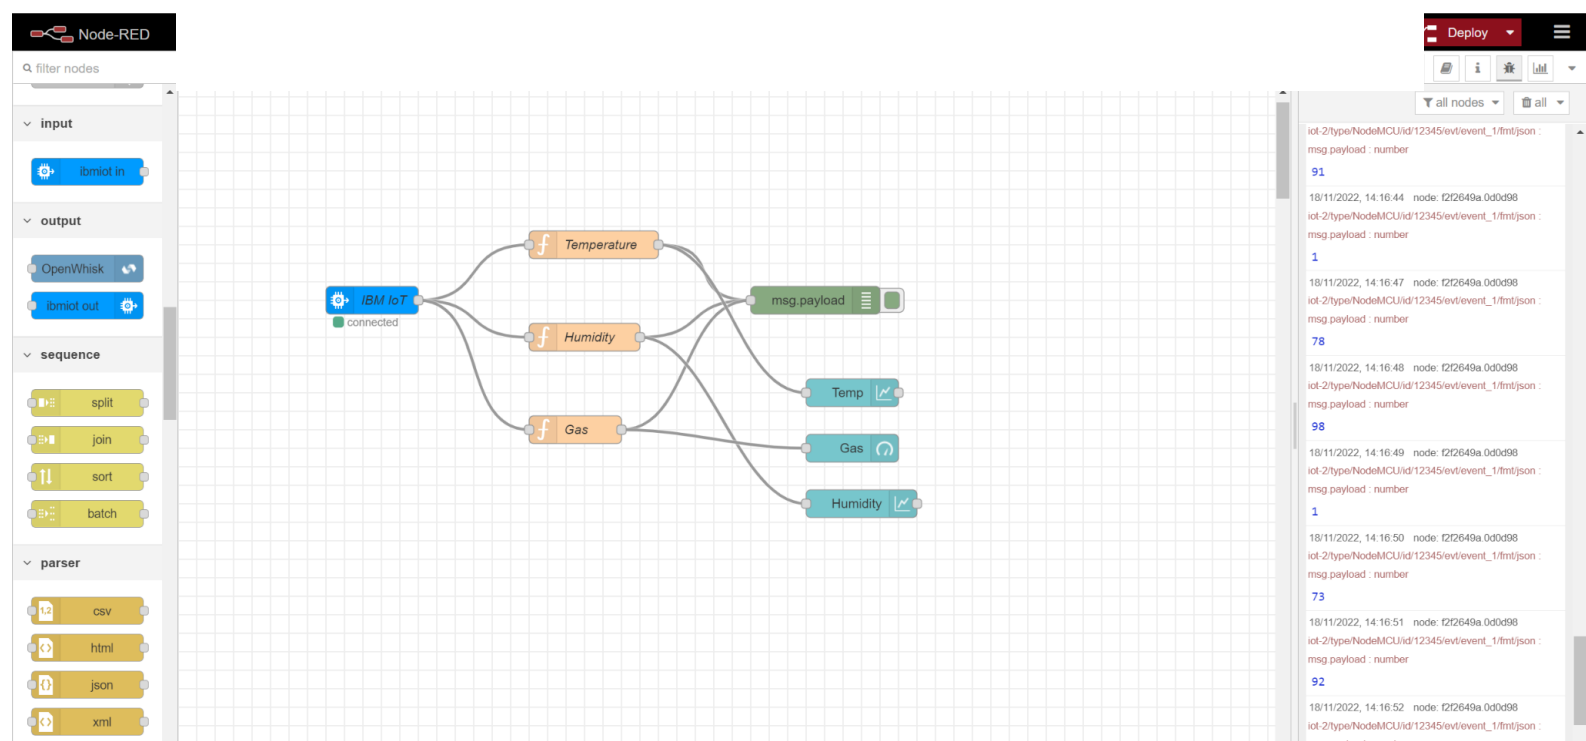 Node-RED
Deploy
filter nodes
all nodes
all
input
ibmiot in
output
OpenWhisk
ibmiot out
sequence
split
join
sort
batch
parser
1,2
csv
html
json
xml
IBM IoT
connected
Temperature
Humidity
Gas
msg.payload
Temp
Gas
Humidity
iot-2/type/NodeMCU/id/12345/evt/event_1/fmt/json :
msg.payload : number
91
18/11/2022, 14:16:44 node: f2f2649a.0d0d98
iot-2/type/NodeMCU/id/12345/evt/event_1/fmt/json :
msg.payload : number
1
18/11/2022, 14:16:47 node: f2f2649a.0d0d98
iot-2/type/NodeMCU/id/12345/evt/event_1/fmt/json :
msg.payload : number
78
18/11/2022, 14:16:48 node: f2f2649a.0d0d98
iot-2/type/NodeMCU/id/12345/evt/event_1/fmt/json :
msg.payload : number
98
18/11/2022, 14:16:49 node: f2f2649a.0d0d98
iot-2/type/NodeMCU/id/12345/evt/event_1/fmt/json :
msg.payload : number
1
18/11/2022, 14:16:50 node: f2f2649a.0d0d98
iot-2/type/NodeMCU/id/12345/evt/event_1/fmt/json :
msg.payload : number
73
18/11/2022, 14:16:51 node: f2f2649a.0d0d98
iot-2/type/NodeMCU/id/12345/evt/event_1/fmt/json :
msg.payload : number
92
18/11/2022, 14:16:52 node: f2f2649a.0d0d98
iot-2/type/NodeMCU/id/12345/evt/event_1/fmt/json :